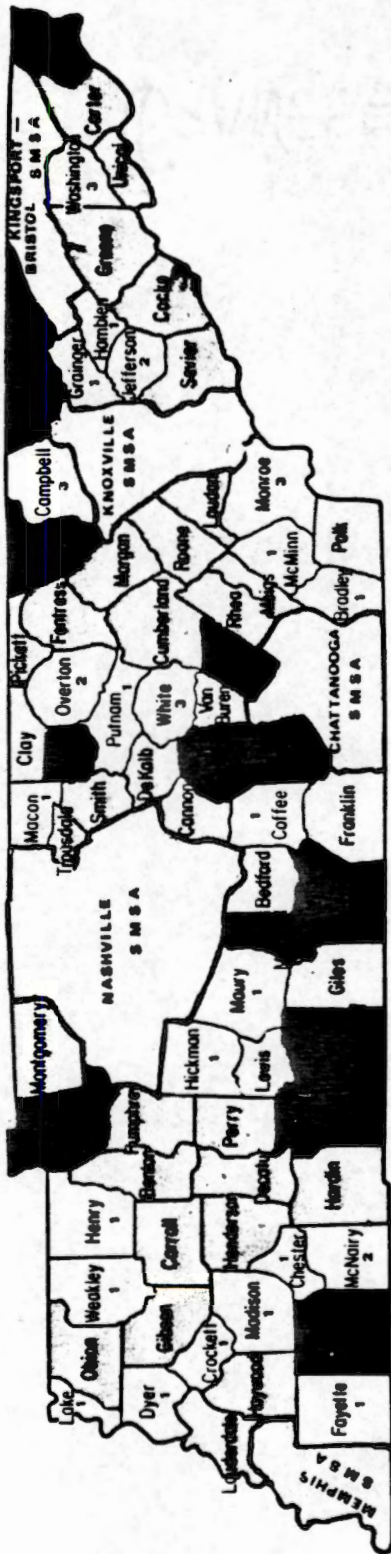 KINGSPORT –
BRISTOL SMSA
Carter
Washington
3
Unicoi
Greene
Cocke
Hamblen
1
Grainger
1
Jefferson
2
Sevier
KNOXVILLE
SMSA
Campbell
3
Morgan
Roane
Loudon
Monroe
3
McMinn
1
Polk
Bradley
1
Meigs
Rhea
Cumberland
Fentress
Pickett
Overton
2
Clay
Putnam
1
White
3
Van
Buren
CHATTANOOGA
SMSA
Macon
1
Trousdale
Smith
DeKalb
Cannon
Coffee
1
Franklin
Bedford
NASHVILLE
SMSA
Montgomery
Maury
1
Giles
Hickman
1
Lewis
Humphre
Perry
Benton
Decatur
Hardin
Henry
1
Carroll
Henderson
Chester
1
McNairy
2
Weakley
1
Obion
Gibson
Madison
1
Crockett
Haywood
Lake
1
Dyer
1
Lauderdale
Fayette
1
MEMPHIS
SMSA